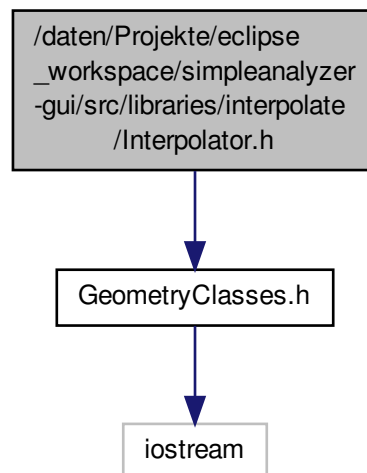 /daten/Projekte/eclipse
_workspace/simpleanalyzer
-gui/src/libraries/interpolate
/Interpolator.h
GeometryClasses.h
iostream